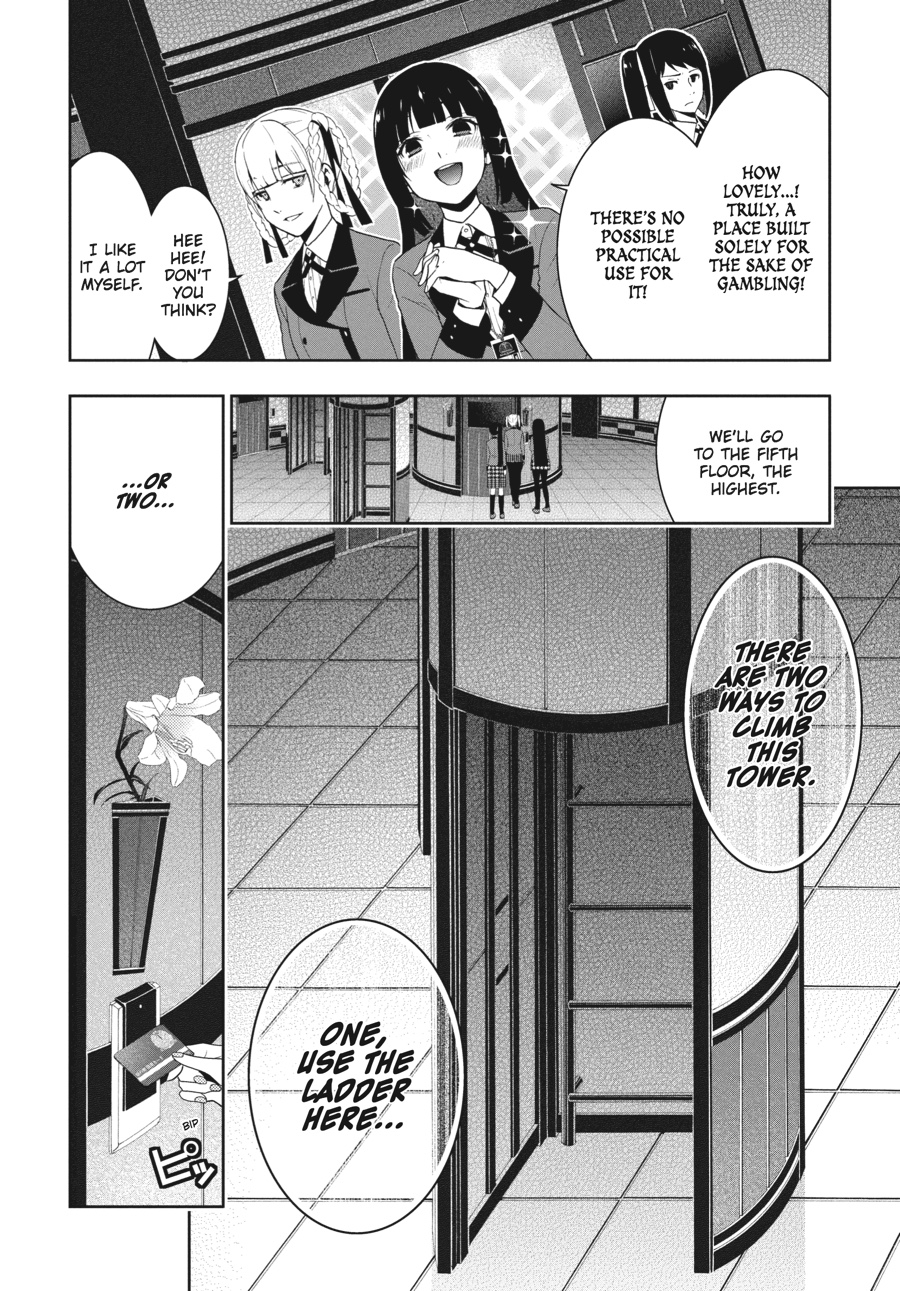 HOW
LOVELY...!
TRULY, A
PLACE BUILT
SOLELY FOR
THE SAKE OF
GAMBLING!
THERE'S NO
POSSIBLE
PRACTICAL
USE FOR
IT!
HEE
HEE!
DON'T
YOU
THINK?
I LIKE
IT A LOT
MYSELF.
WE'LL GO
TO THE FIFTH
FLOOR, THE
HIGHEST.
THERE
ARE TWO
WAYS TO
CLIMB
THIS
TOWER.
ONE,
USE THE
LADDER
HERE...
...OR
TWO...
BIP
ピッ